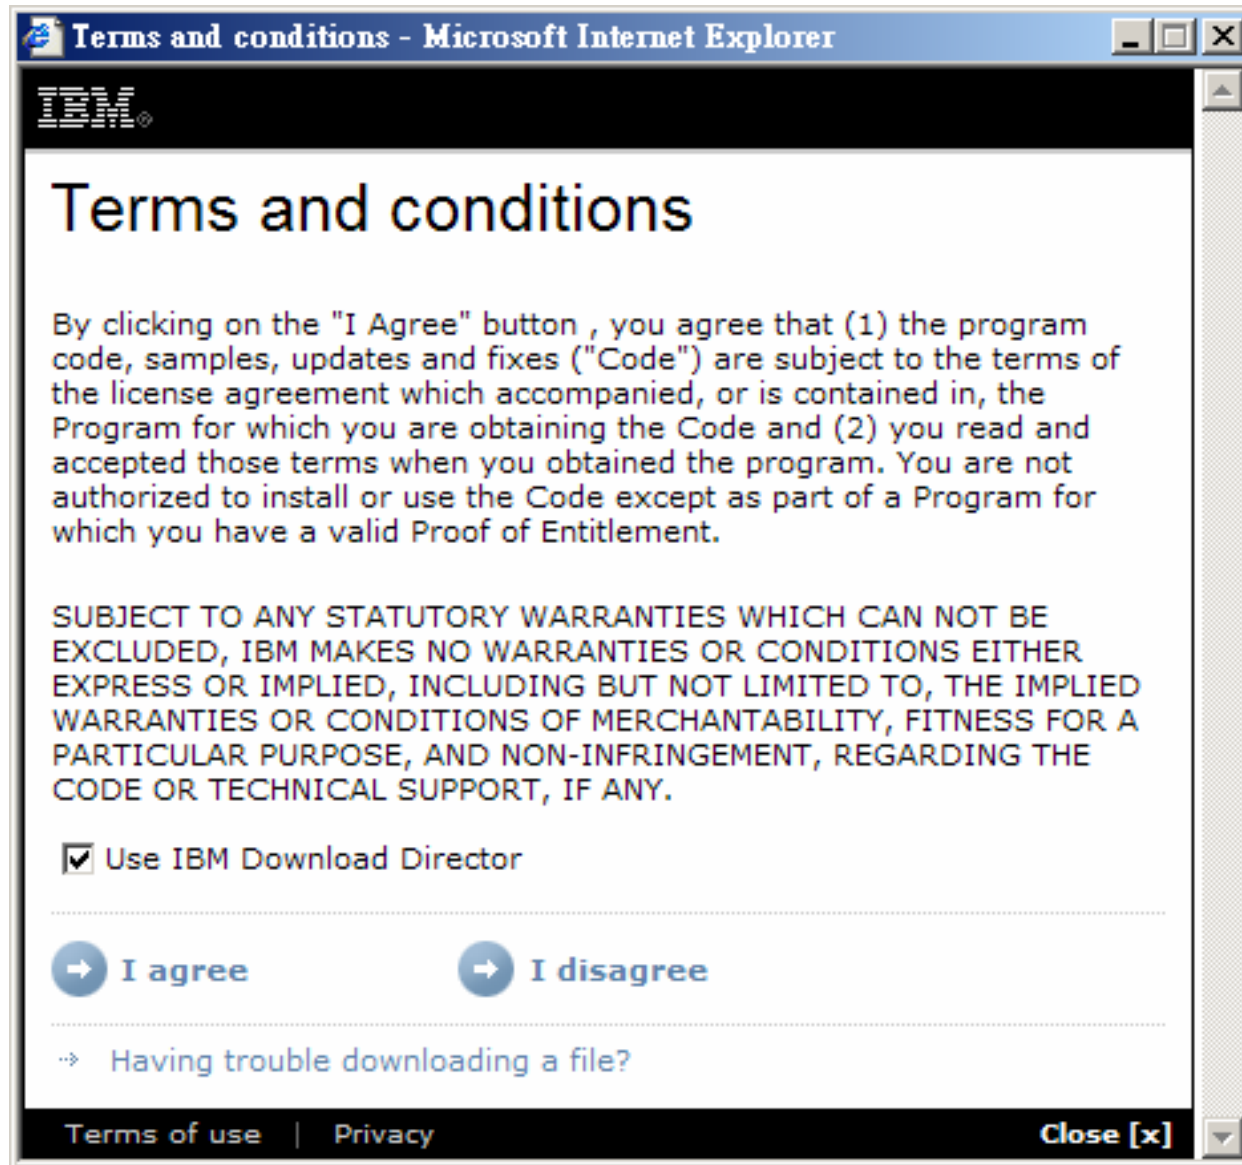 Terms and conditions - Microsoft Internet Explorer
IBM®
Terms and conditions
By clicking on the "I Agree" button , you agree that (1) the program
code, samples, updates and fixes ("Code") are subject to the terms of
the license agreement which accompanied, or is contained in, the
Program for which you are obtaining the Code and (2) you read and
accepted those terms when you obtained the program. You are not
authorized to install or use the Code except as part of a Program for
which you have a valid Proof of Entitlement.
SUBJECT TO ANY STATUTORY WARRANTIES WHICH CAN NOT BE
EXCLUDED, IBM MAKES NO WARRANTIES OR CONDITIONS EITHER
EXPRESS OR IMPLIED, INCLUDING BUT NOT LIMITED TO, THE IMPLIED
WARRANTIES OR CONDITIONS OF MERCHANTABILITY, FITNESS FOR A
PARTICULAR PURPOSE, AND NON-INFRINGEMENT, REGARDING THE
CODE OR TECHNICAL SUPPORT, IF ANY.
Use IBM Download Director
I agree I disagree
Having trouble downloading a file?
Terms of use | Privacy Close [x]